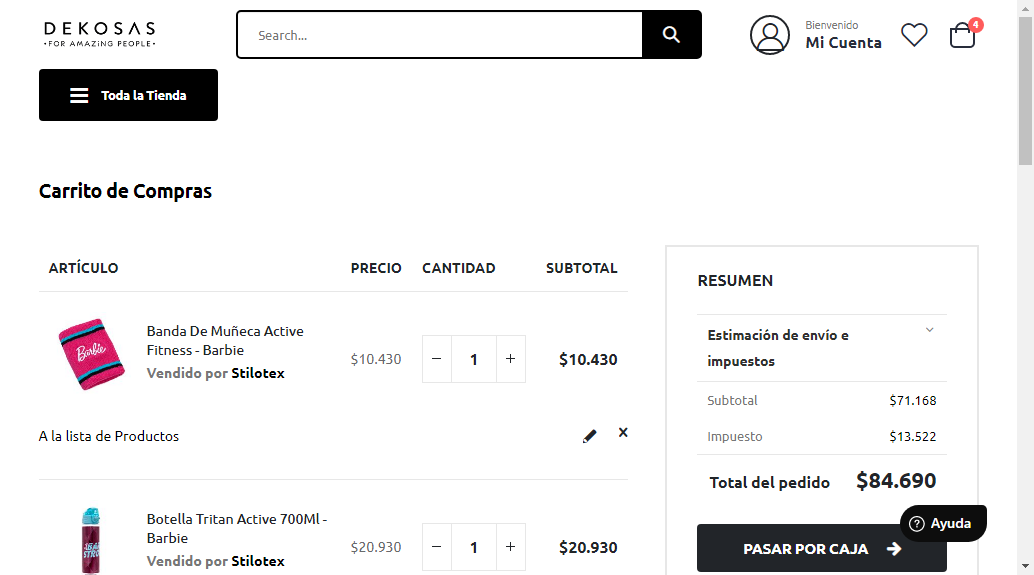 DEKOSAS
•FOR AMAZING PEOPLE•
Search...
Bienvenido
Mi Cuenta
4
Toda la Tienda
Carrito de Compras
ARTÍCULO PRECIO CANTIDAD SUBTOTAL
Barbie
Banda De Muñeca Active
Fitness - Barbie
Vendido por Stilotex
$10.430 − 1 + $10.430
A la lista de Productos
Botella Tritan Active 700Ml -
Barbie
Vendido por Stilotex
$20.930 − 1 + $20.930
RESUMEN
Estimación de envío e
impuestos
Subtotal $71.168
Impuesto $13.522
Total del pedido $84.690
Ayuda
PASAR POR CAJA